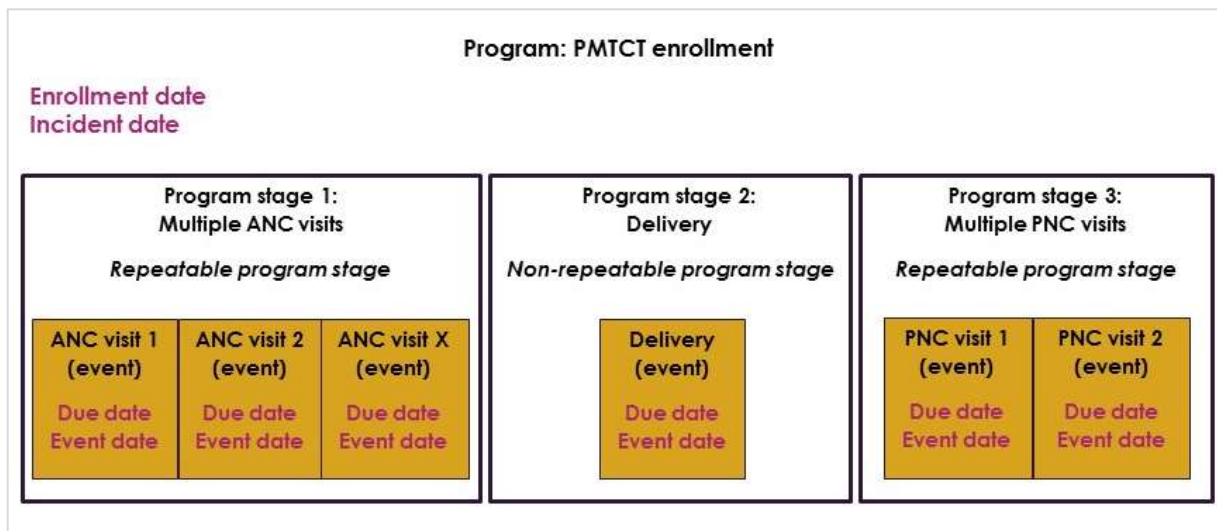 Program: PMTCT enrollment
Enrollment date
Incident date
Program stage 1:
Multiple ANC visits
Repeatable program stage
ANC visit 1
(event)
Due date
Event date
ANC visit 2
(event)
Due date
Event date
ANC visit X
(event)
Due date
Event date
Program stage 2:
Delivery
Non-repeatable program stage
Delivery
(event)
Due date
Event date
Program stage 3:
Multiple PNC visits
Repeatable program stage
PNC visit 1
(event)
Due date
Event date
PNC visit 2
(event)
Due date
Event date